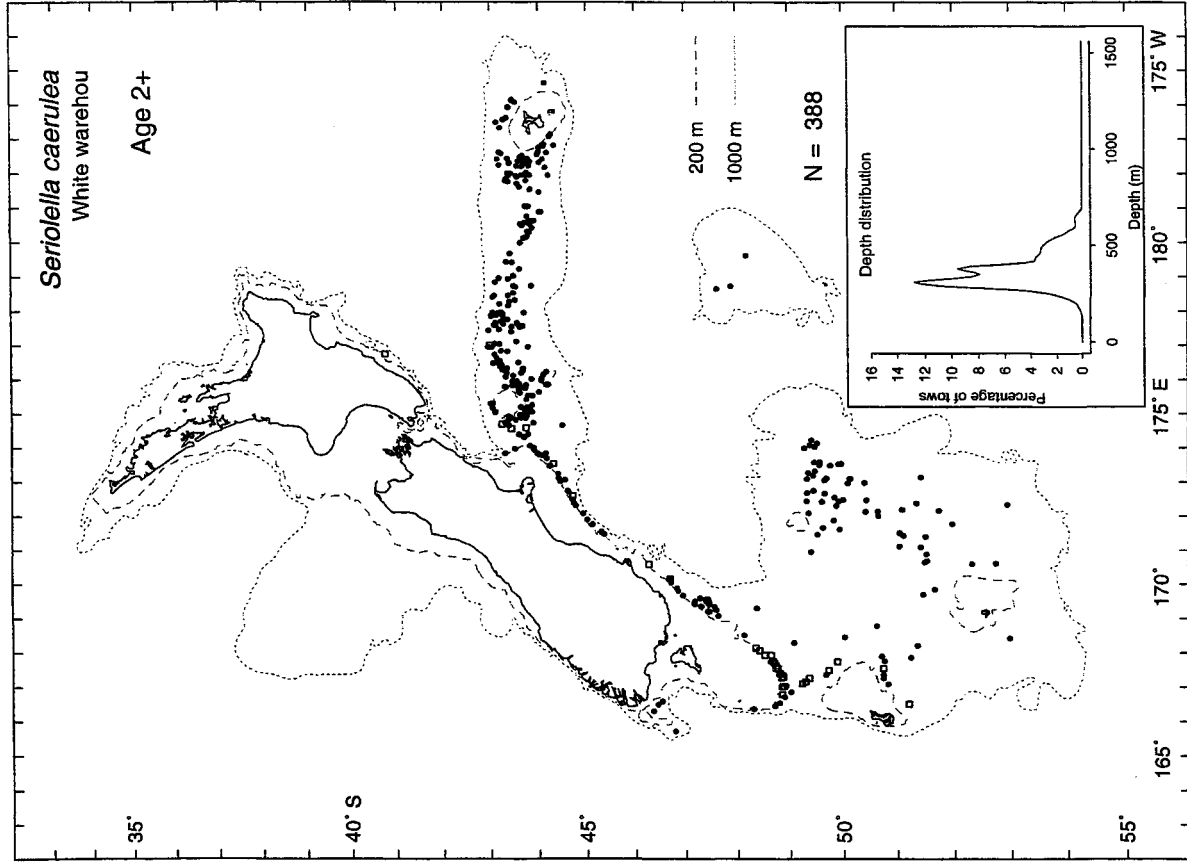 Seriolella caerulea
White warehou
Age 2+
35°
40° S
45°
50°
55°
165°
170°
175° E
180°
175° W
200 m
1000 m
N = 388
Depth distribution
Percentage of tows
16
14
12
10
8
6
4
2
0
0
500
1000
1500
Depth (m)